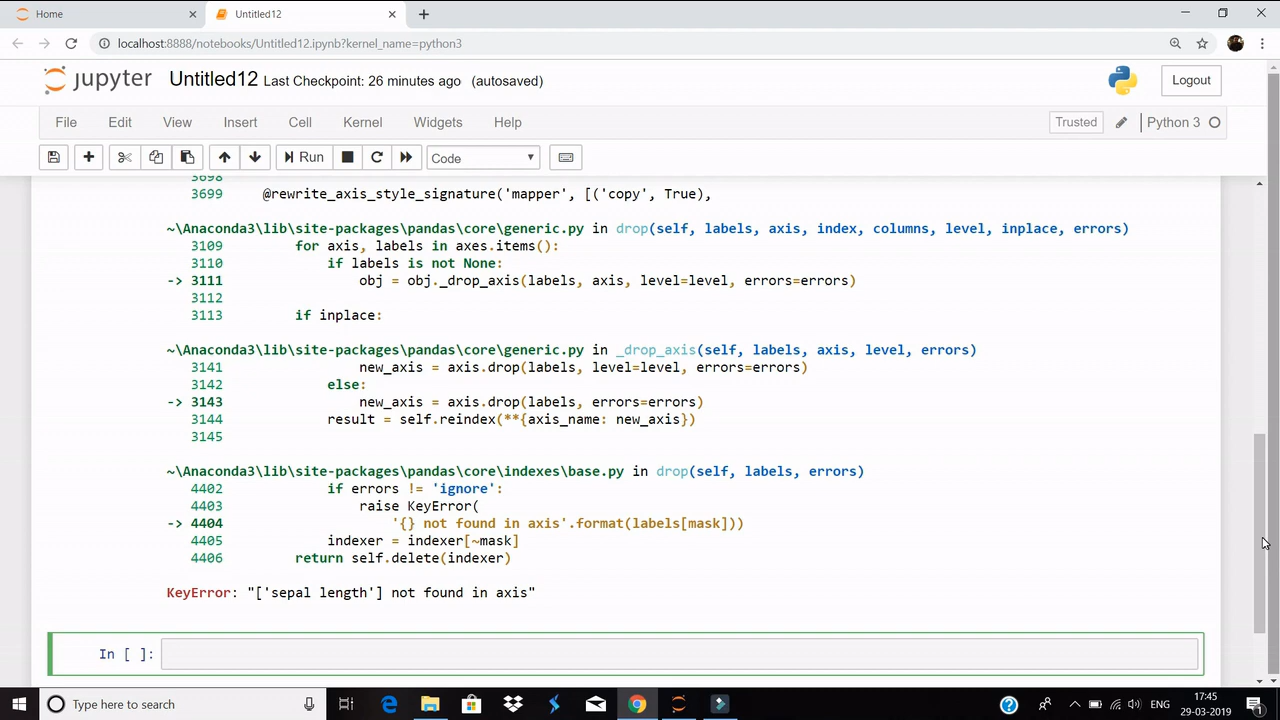 Home
Untitled12
localhost:8888/notebooks/Untitled12.ipynb?kernel_name=python3
jupyter Untitled12 Last Checkpoint: 26 minutes ago (autosaved)
Logout
File Edit View Insert Cell Kernel Widgets Help
Trusted
Python 3
Run
Code
3698
3699     @rewrite_axis_style_signature('mapper', [('copy', True),
~\Anaconda3\lib\site-packages\pandas\core\generic.py in drop(self, labels, axis, index, columns, level, inplace, errors)
3109         for axis, labels in axes.items():
3110             if labels is not None:
-> 3111                 obj = obj._drop_axis(labels, axis, level=level, errors=errors)
3112
3113         if inplace:
~\Anaconda3\lib\site-packages\pandas\core\generic.py in _drop_axis(self, labels, axis, level, errors)
3141                 new_axis = axis.drop(labels, level=level, errors=errors)
3142             else:
-> 3143                 new_axis = axis.drop(labels, errors=errors)
3144             result = self.reindex(**{axis_name: new_axis})
3145
~\Anaconda3\lib\site-packages\pandas\core\indexes\base.py in drop(self, labels, errors)
4402             if errors != 'ignore':
4403                 raise KeyError(
-> 4404                     '{} not found in axis'.format(labels[mask]))
4405             indexer = indexer[~mask]
4406         return self.delete(indexer)
KeyError: "['sepal length'] not found in axis"
In [ ]:
Type here to search
ENG
17:45
29-03-2019
1